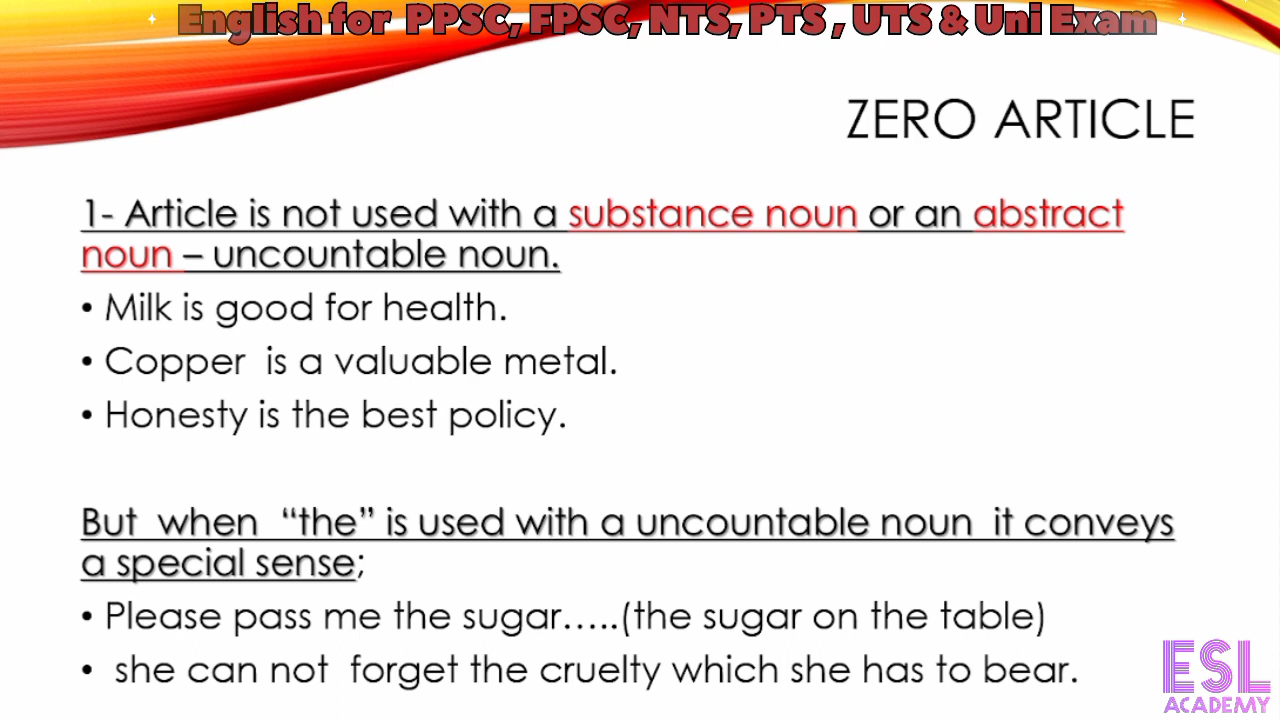 English for PPSC, FPSC, NTS, PTS , UTS & Uni Exam
ZERO ARTICLE
1- Article is not used with a substance noun or an abstract
noun – uncountable noun.
• Milk is good for health.
• Copper  is a valuable metal.
• Honesty is the best policy.
But  when  “the” is used with a uncountable noun  it conveys
a special sense;
• Please pass me the sugar…..(the sugar on the table)
•  she can not  forget the cruelty which she has to bear.
ESL
ACADEMY